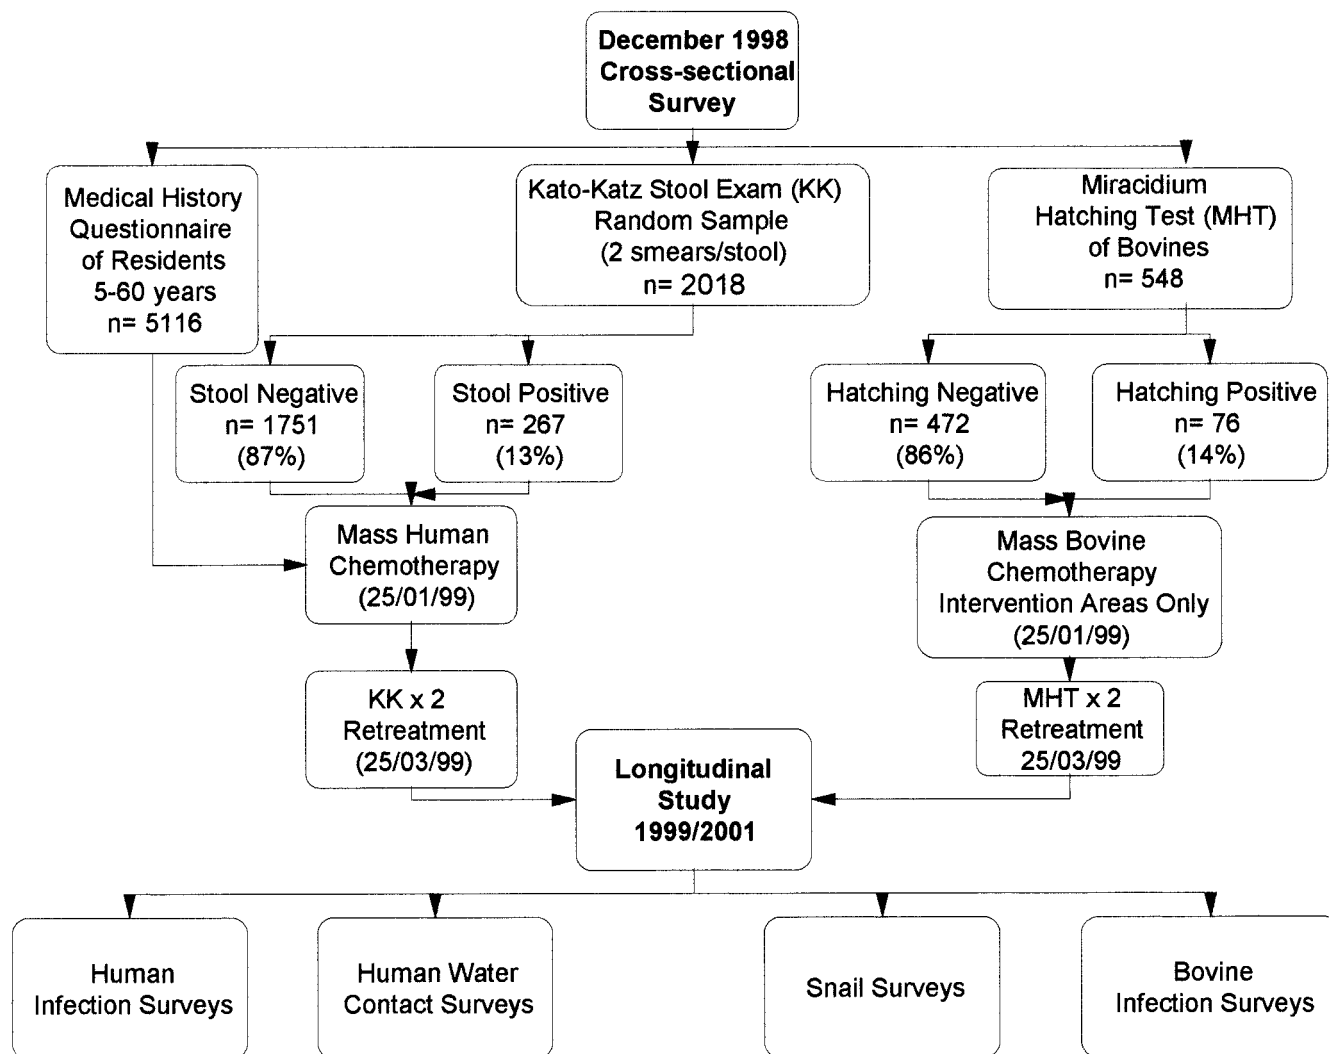 December 1998
Cross-sectional
Survey
Medical History
Questionnaire
of Residents
5-60 years
n= 5116
Kato-Katz Stool Exam (KK)
Random Sample
(2 smears/stool)
n= 2018
Miracidium
Hatching Test (MHT)
of Bovines
n= 548
Stool Negative
n= 1751
(87%)
Stool Positive
n= 267
(13%)
Hatching Negative
n= 472
(86%)
Hatching Positive
n= 76
(14%)
Mass Human
Chemotherapy
(25/01/99)
Mass Bovine
Chemotherapy
Intervention Areas Only
(25/01/99)
KK x 2
Retreatment
(25/03/99)
MHT x 2
Retreatment
25/03/99
Longitudinal
Study
1999/2001
Human
Infection Surveys
Human Water
Contact Surveys
Snail Surveys
Bovine
Infection Surveys